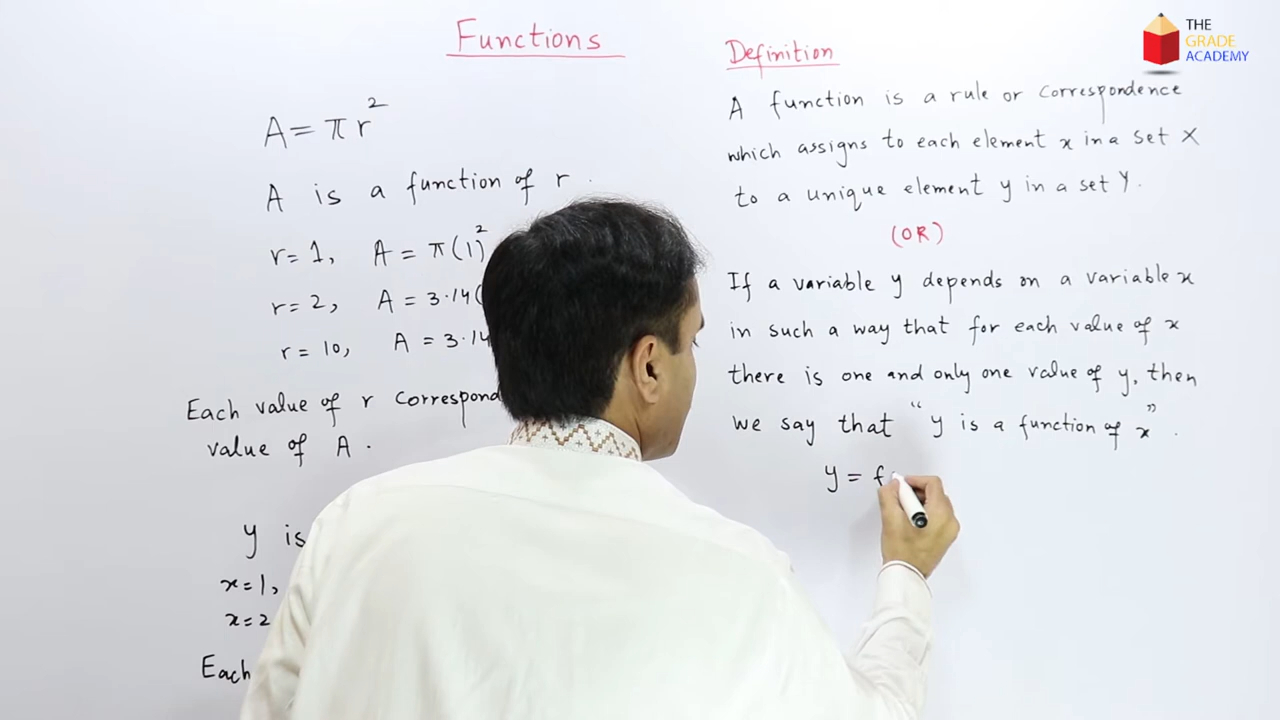 Functions
A = πr²
A is a function of r.
r = 1, A = π(1)²
r = 2, A = 3.14(
r = 10, A = 3.14
Each value of r correspond
value of A.
y is
x = 1,
x = 2
Each
Definition
A function is a rule or correspondence
which assigns to each element x in a set X
to a unique element y in a set Y.
(OR)
If a variable y depends on a variable x
in such a way that for each value of x
there is one and only one value of y, then
we say that "y is a function of x".
y = f
THE
GRADE
ACADEMY